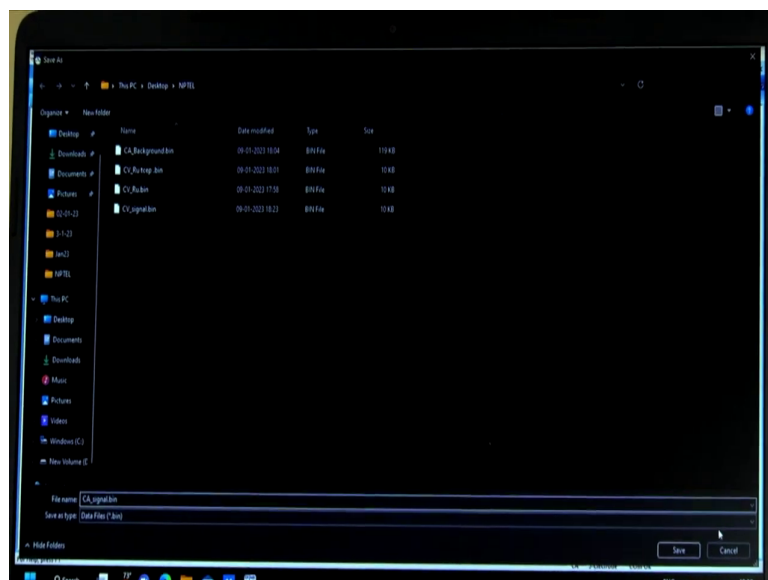 Save As
This PC › Desktop › NPTEL
Organize New folder
Name Date modified Type Size
CA_Background.bin 09-01-2023 18:04 BIN File 119 KB
CV_Ru tcep .bin 09-01-2023 18:01 BIN File 10 KB
CV_Ru.bin 09-01-2023 17:58 BIN File 10 KB
CV_signal.bin 09-01-2023 18:23 BIN File 10 KB
Desktop
Downloads
Documents
Pictures
02-01-23
3-1-23
Jan23
NPTEL
This PC
Desktop
Documents
Downloads
Music
Pictures
Videos
Windows (C:)
New Volume (E
File name: CA_signal.bin
Save as type: Data Files (*.bin)
Hide Folders
Save
Cancel